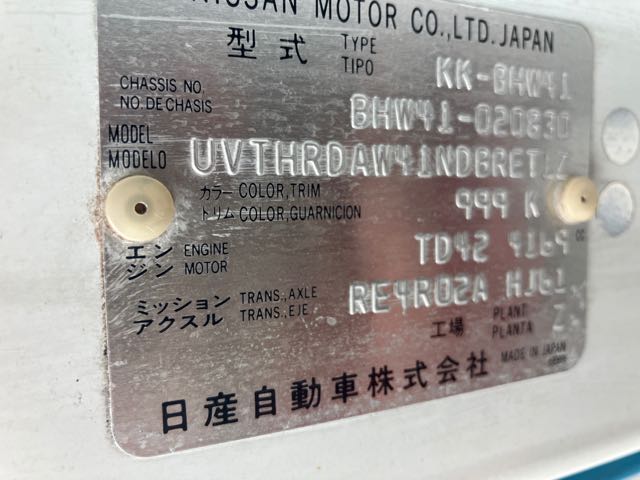 NISSAN MOTOR CO.,LTD.JAPAN
型式 TYPE TIPO KK-BHW41
CHASSIS NO. NO.DE CHASIS BHW41-020830
MODEL MODELO UVTHRDAW41NDBRET
カラー COLOR,TRIM 999 K
トリム COLOR,GUARNICION
エンジン ENGINE MOTOR TD42 4169 CC
ミッション TRANS.,AXLE RE4R02A HJ61
アクスル TRANS.,EJE
工場 PLANT PLANTA Z
日産自動車株式会社 MADE IN JAPAN